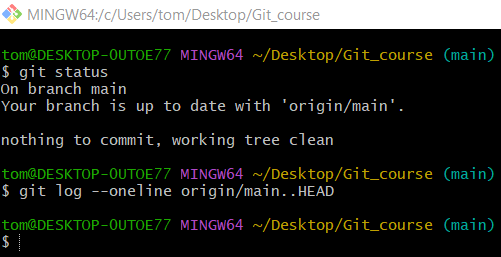 MINGW64:/c/Users/tom/Desktop/Git_course
tom@DESKTOP-OUTOE77 MINGW64 ~/Desktop/Git_course (main)
$ git status
On branch main
Your branch is up to date with 'origin/main'.
nothing to commit, working tree clean
tom@DESKTOP-OUTOE77 MINGW64 ~/Desktop/Git_course (main)
$ git log --oneline origin/main..HEAD
tom@DESKTOP-OUTOE77 MINGW64 ~/Desktop/Git_course (main)
$